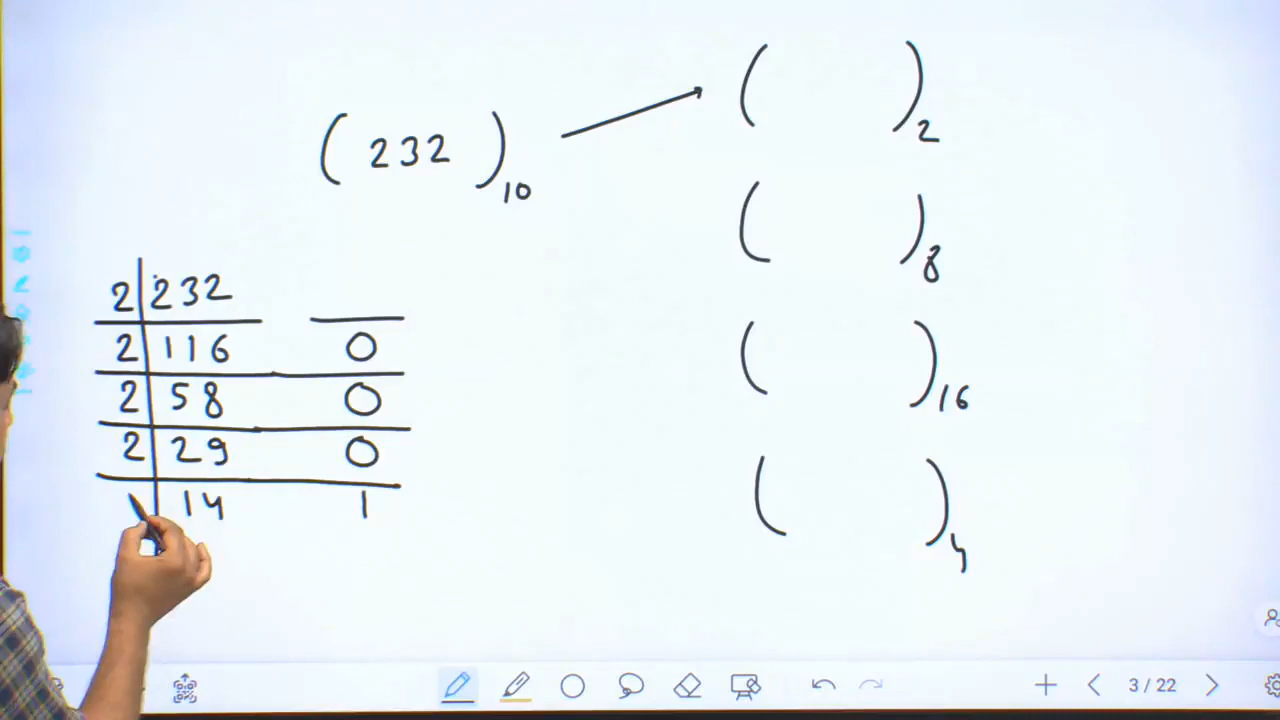 ( 232 )10 → ( )2
( )8
( )16
( )4
2 232
2 116 0
2 58 0
2 29 0
14 1
3 / 22